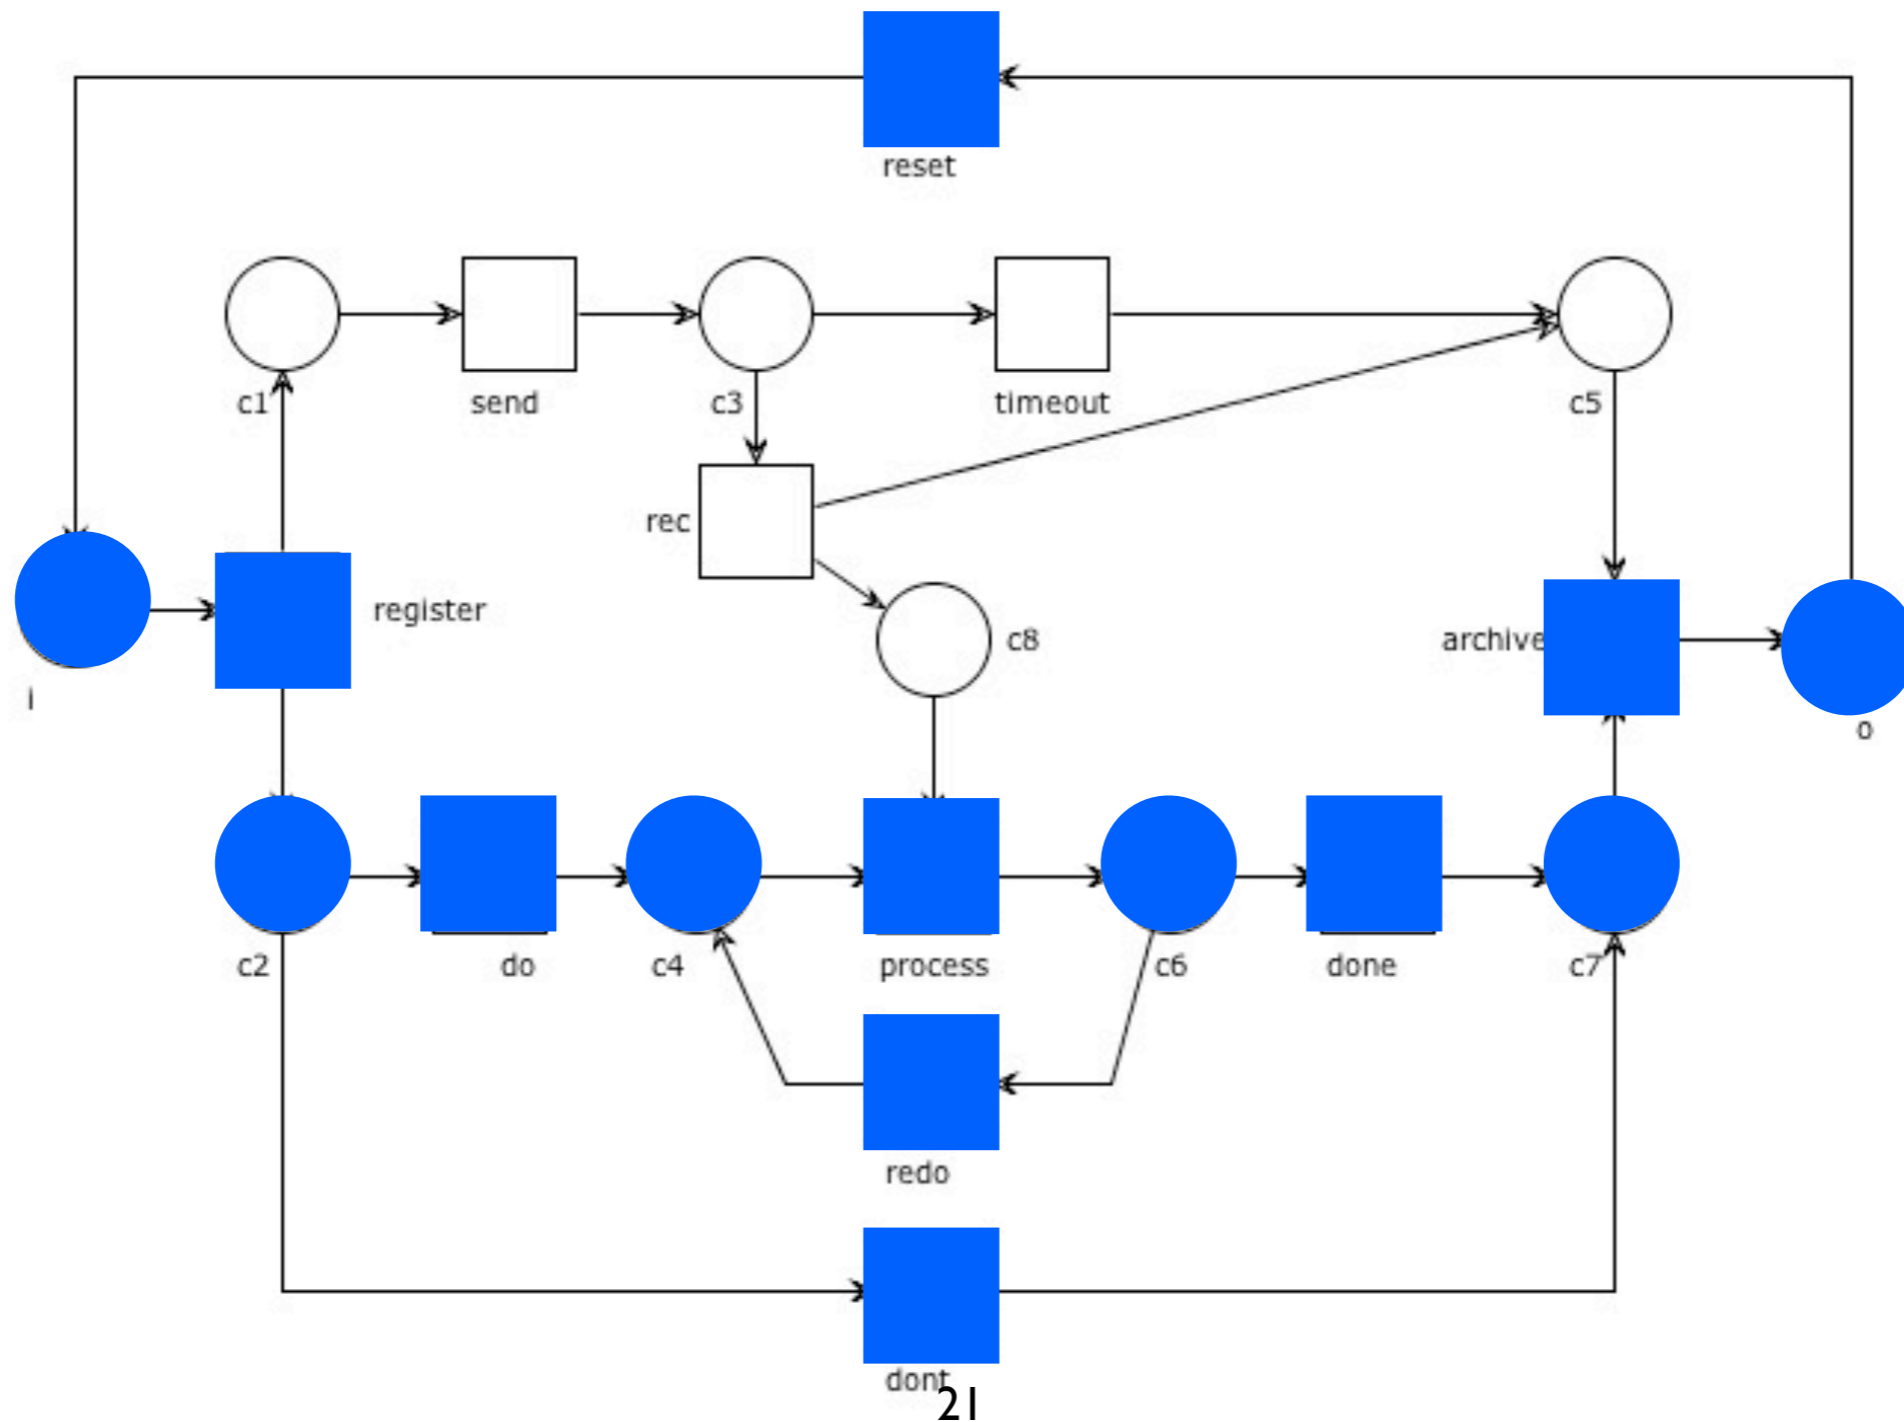 reset
c1
send
c3
timeout
c5
rec
register
c8
archive
i
o
c2
do
c4
process
c6
done
c7
redo
dont
21